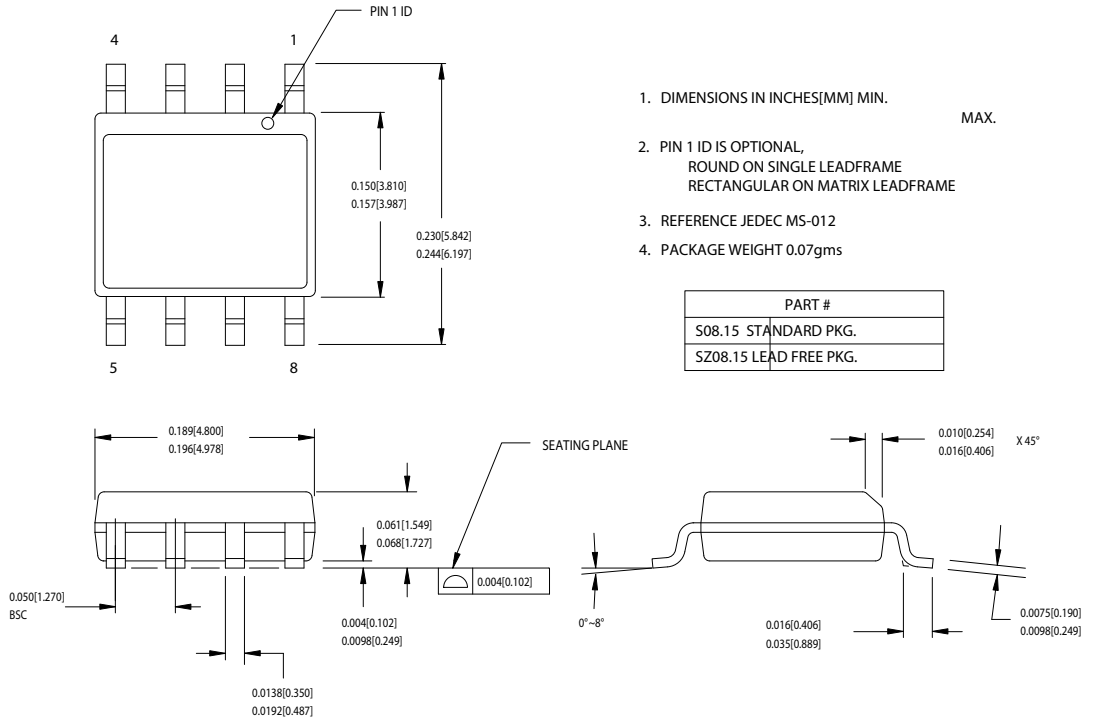 PIN 1 ID
4
1
0.150[3.810]
0.157[3.987]
0.230[5.842]
0.244[6.197]
5
8
1. DIMENSIONS IN INCHES[MM] MIN.
MAX.
2. PIN 1 ID IS OPTIONAL,
ROUND ON SINGLE LEADFRAME
RECTANGULAR ON MATRIX LEADFRAME
3. REFERENCE JEDEC MS-012
4. PACKAGE WEIGHT 0.07gms
PART #
S08.15 STANDARD PKG.
SZ08.15 LEAD FREE PKG.
0.189[4.800]
0.196[4.978]
SEATING PLANE
0.061[1.549]
0.068[1.727]
0.004[0.102]
0.050[1.270]
BSC
0.004[0.102]
0.0098[0.249]
0.0138[0.350]
0.0192[0.487]
0.010[0.254]
0.016[0.406]
X 45°
0°~8°
0.016[0.406]
0.035[0.889]
0.0075[0.190]
0.0098[0.249]